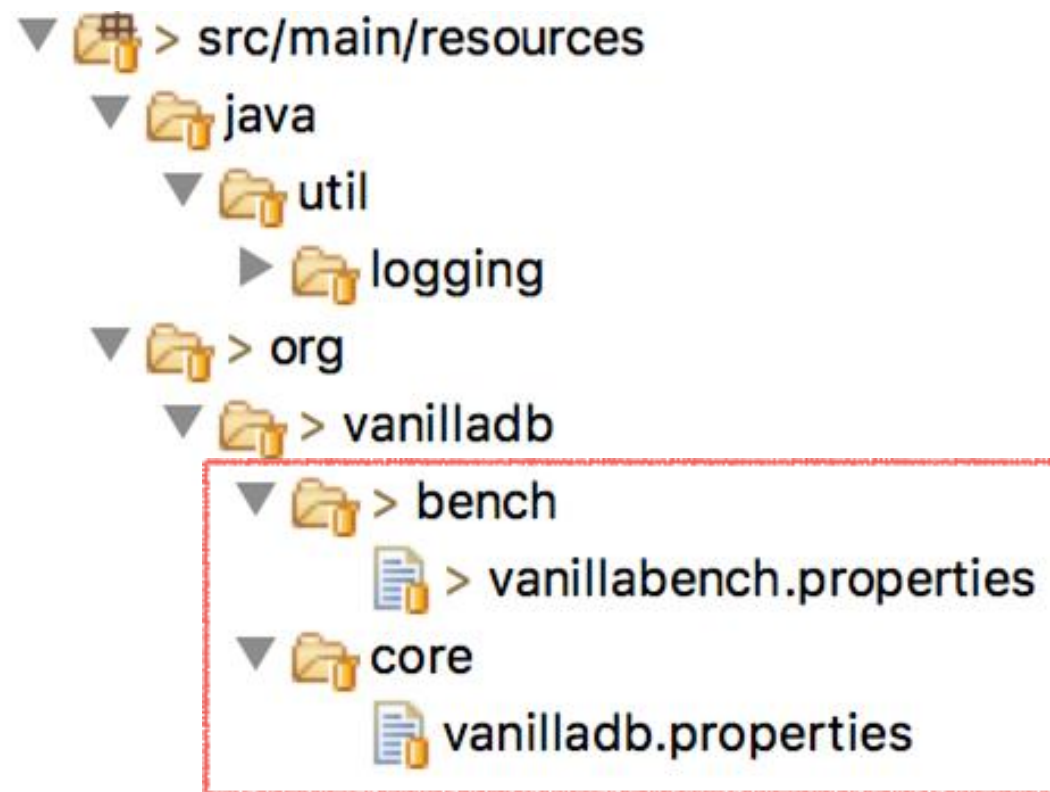 > src/main/resources
java
util
logging
> org
> vanilladb
> bench
> vanillabench.properties
core
vanilladb.properties